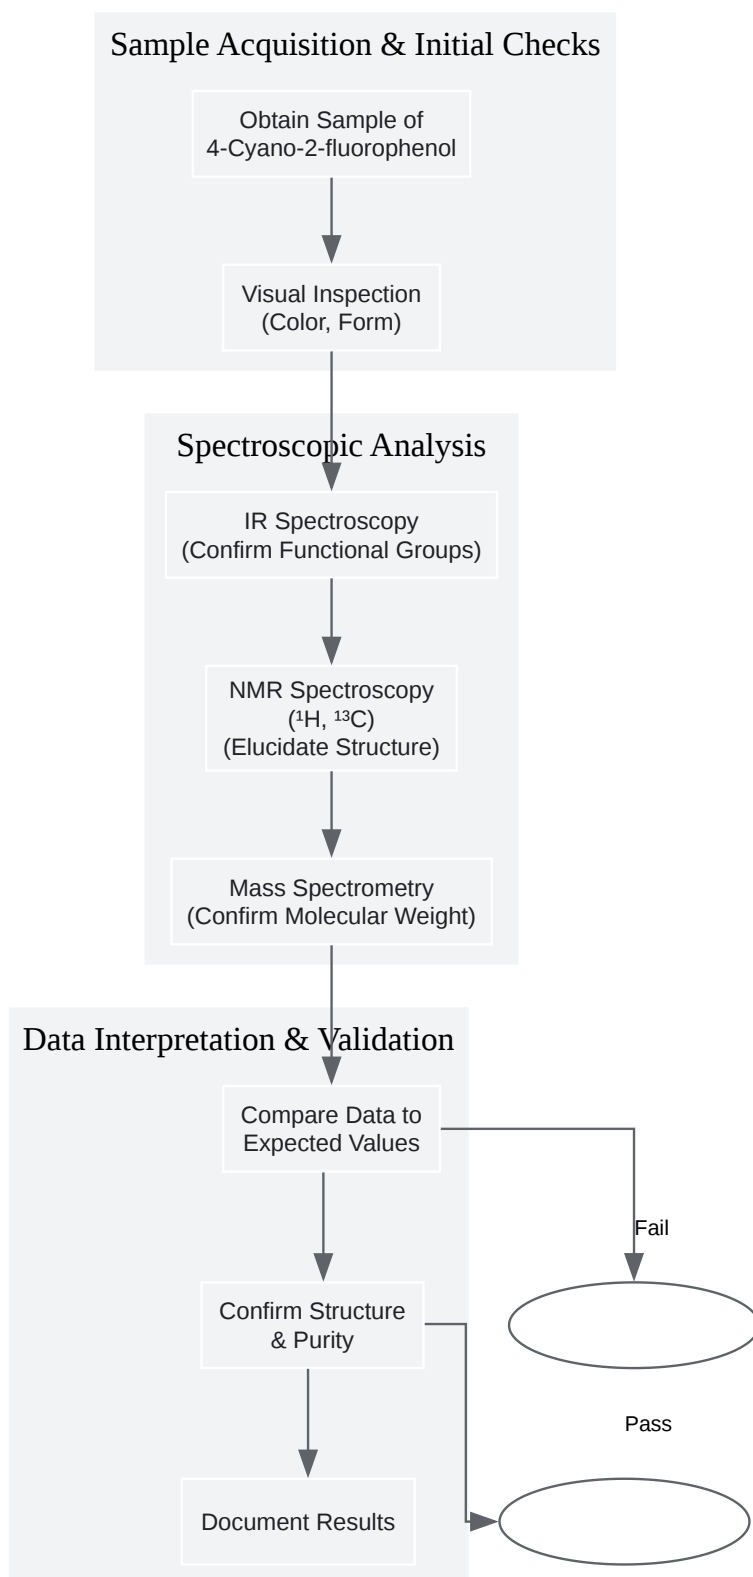 Sample Acquisition & Initial Checks
Obtain Sample of
4-Cyano-2-fluorophenol
Visual Inspection
(Color, Form)
Spectroscopic Analysis
IR Spectroscopy
(Confirm Functional Groups)
NMR Spectroscopy
(¹H, ¹³C)
(Elucidate Structure)
Mass Spectrometry
(Confirm Molecular Weight)
Data Interpretation & Validation
Compare Data to
Expected Values
Fail
Confirm Structure
& Purity
Pass
Document Results